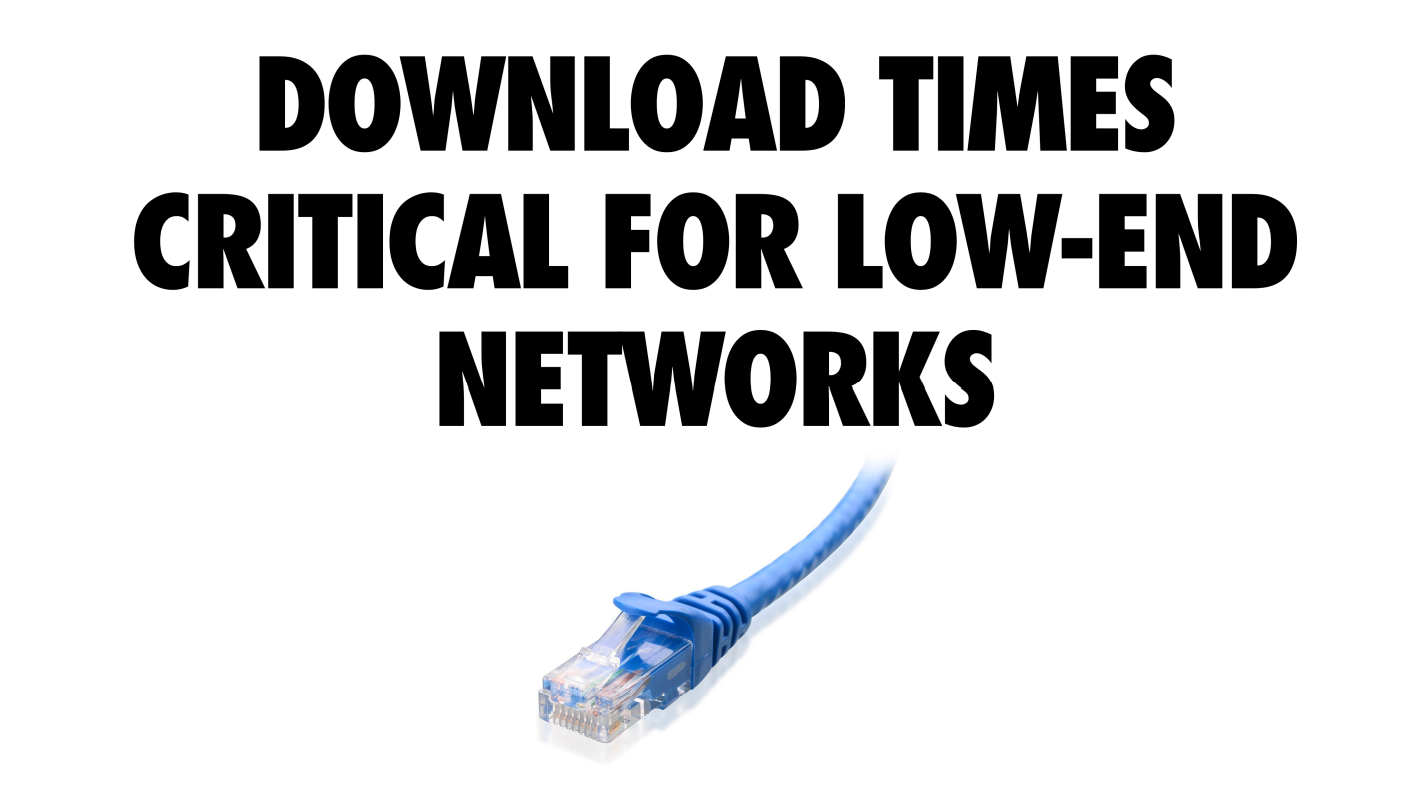 DOWNLOAD TIMES
CRITICAL FOR LOW-END
NETWORKS